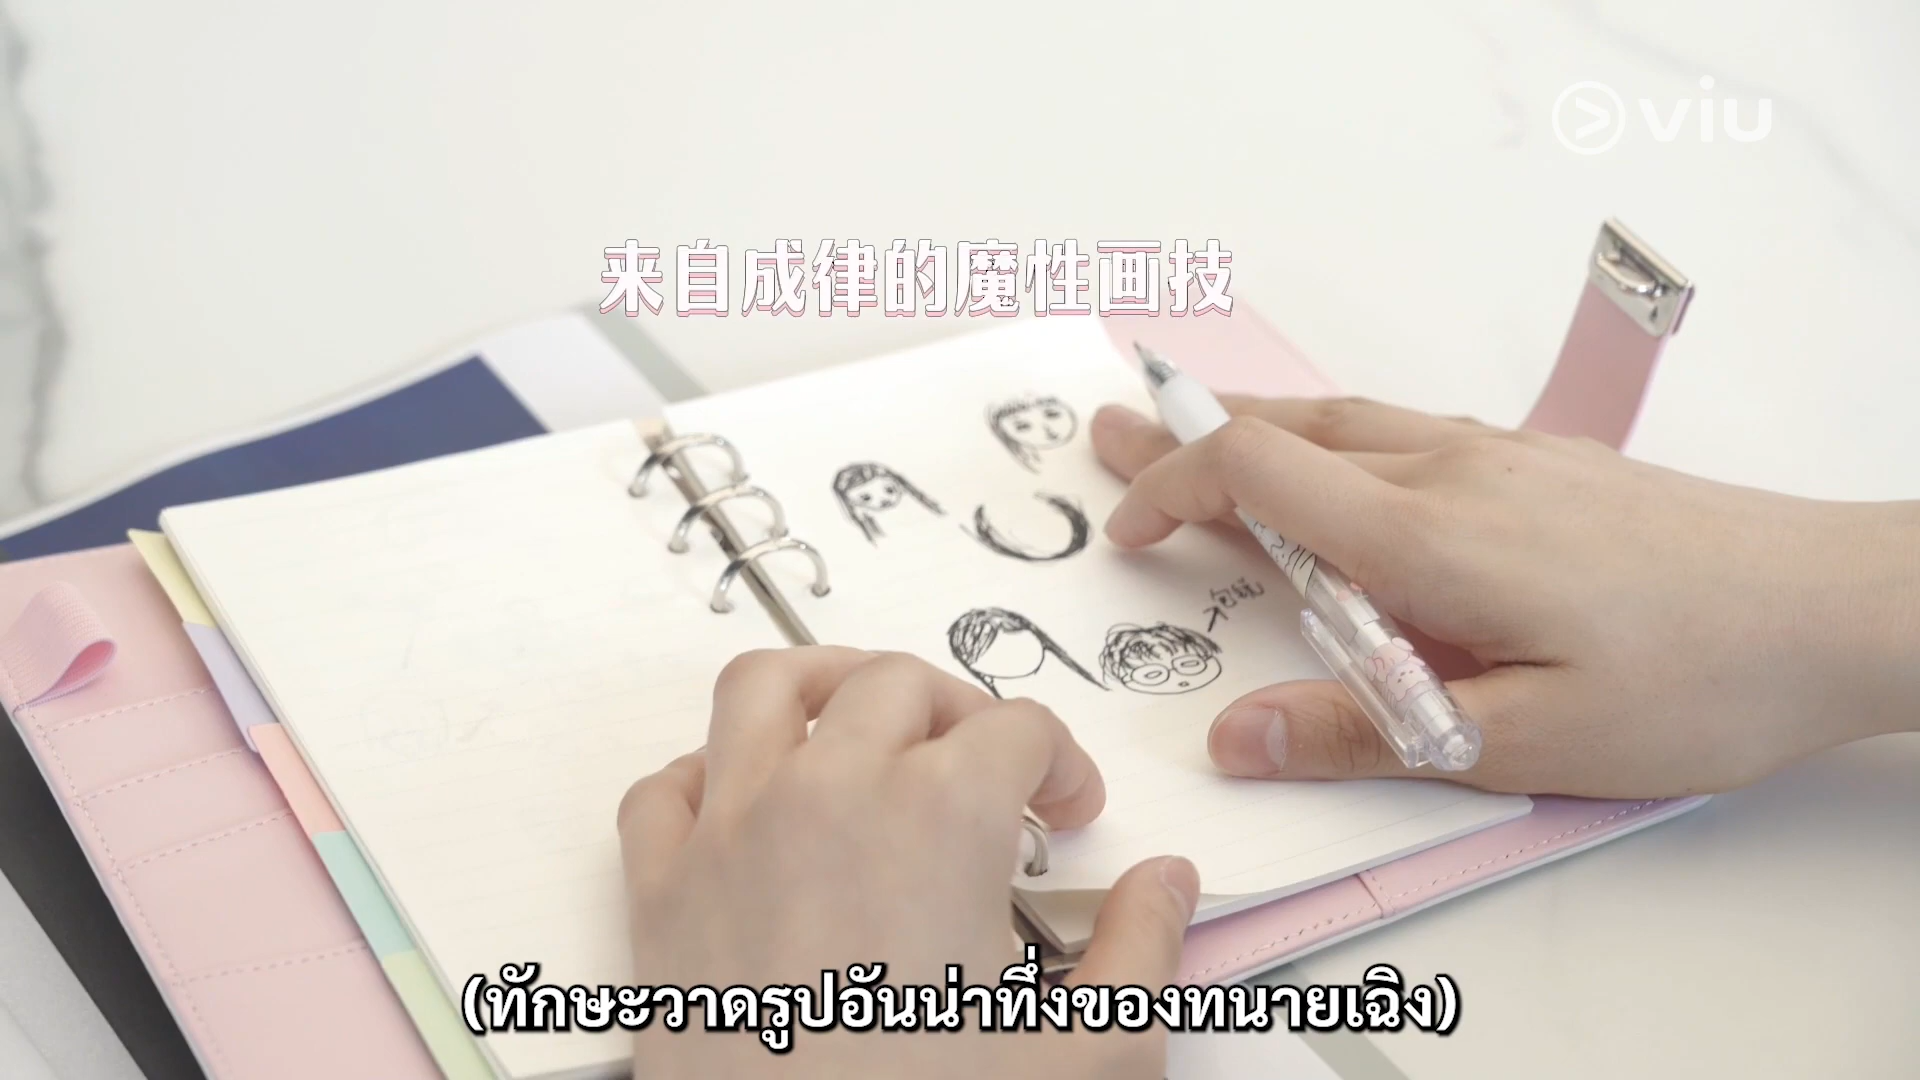 viu
来自成律的魔性画技
(ทักษะวาดรูปอันน่าทึ่งของทนายเฉิง)